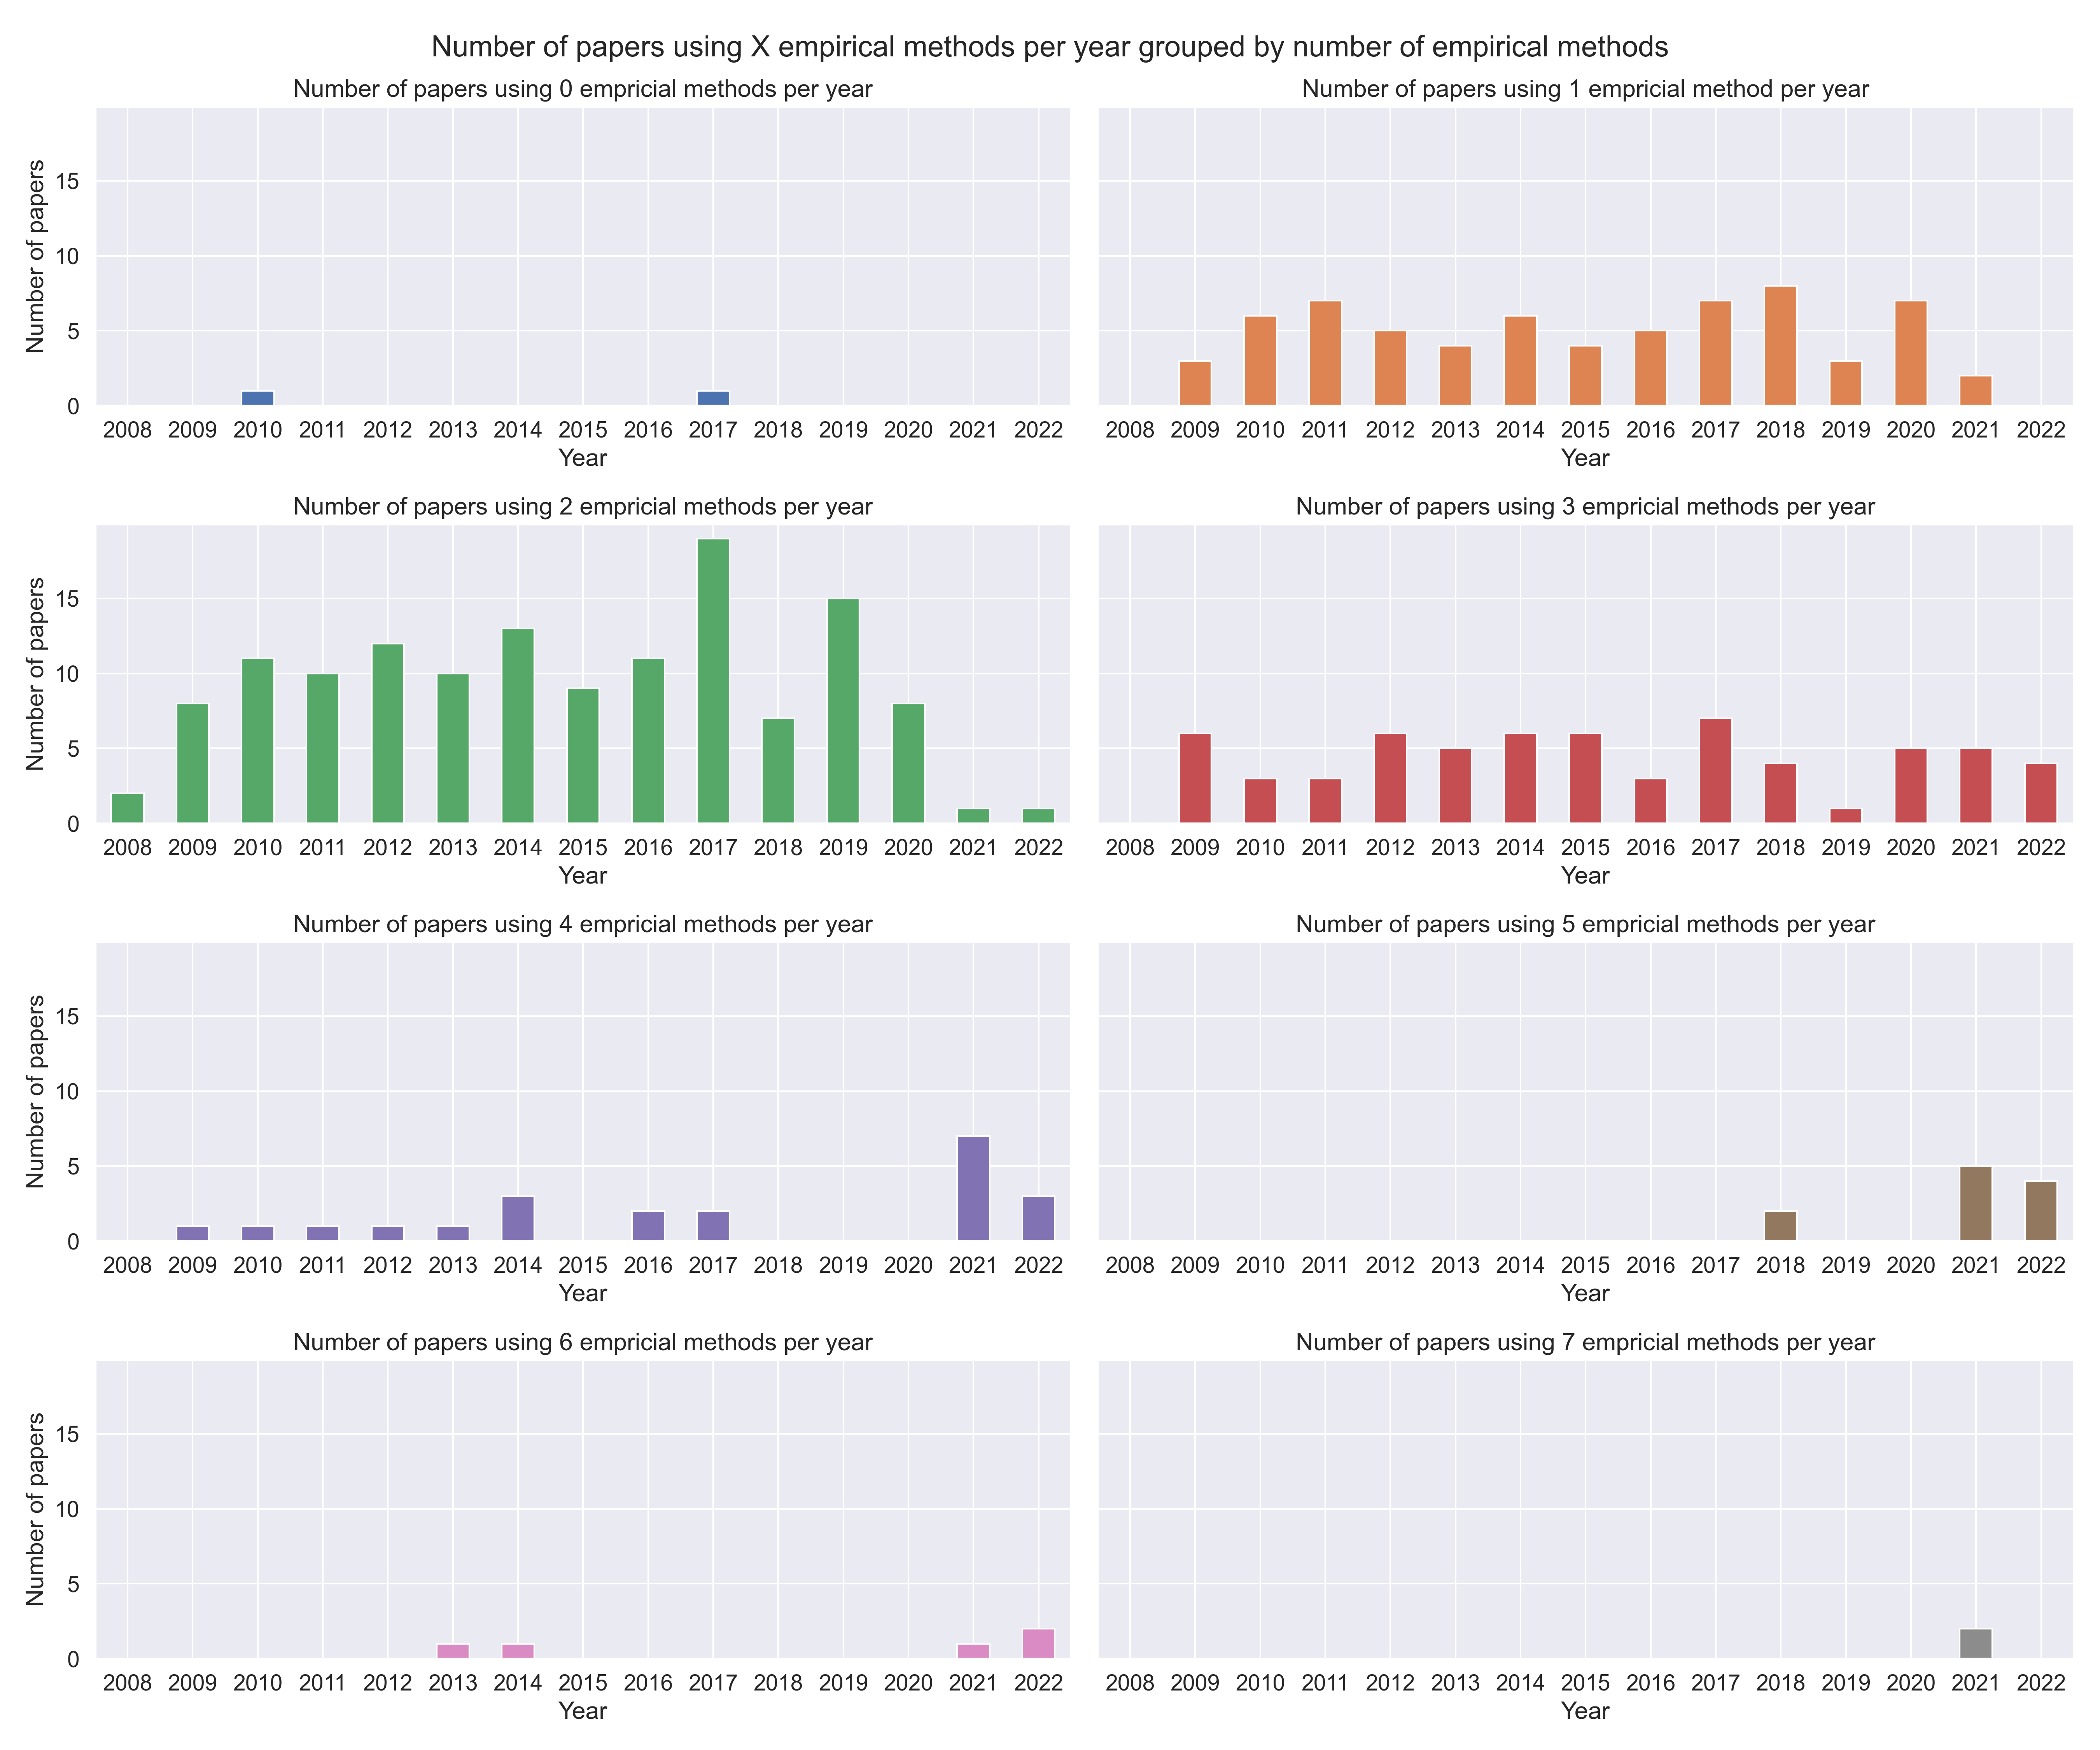 Number of papers using X empirical methods per year grouped by number of empirical methods
Number of papers using 0 empricial methods per year
Number of papers
15
10
5
0
2008 2009 2010 2011 2012 2013 2014 2015 2016 2017 2018 2019 2020 2021 2022
Year
Number of papers using 1 empricial method per year
2008 2009 2010 2011 2012 2013 2014 2015 2016 2017 2018 2019 2020 2021 2022
Year
Number of papers using 2 empricial methods per year
Number of papers
15
10
5
0
2008 2009 2010 2011 2012 2013 2014 2015 2016 2017 2018 2019 2020 2021 2022
Year
Number of papers using 3 empricial methods per year
2008 2009 2010 2011 2012 2013 2014 2015 2016 2017 2018 2019 2020 2021 2022
Year
Number of papers using 4 empricial methods per year
Number of papers
15
10
5
0
2008 2009 2010 2011 2012 2013 2014 2015 2016 2017 2018 2019 2020 2021 2022
Year
Number of papers using 5 empricial methods per year
2008 2009 2010 2011 2012 2013 2014 2015 2016 2017 2018 2019 2020 2021 2022
Year
Number of papers using 6 empricial methods per year
Number of papers
15
10
5
0
2008 2009 2010 2011 2012 2013 2014 2015 2016 2017 2018 2019 2020 2021 2022
Year
Number of papers using 7 empricial methods per year
2008 2009 2010 2011 2012 2013 2014 2015 2016 2017 2018 2019 2020 2021 2022
Year